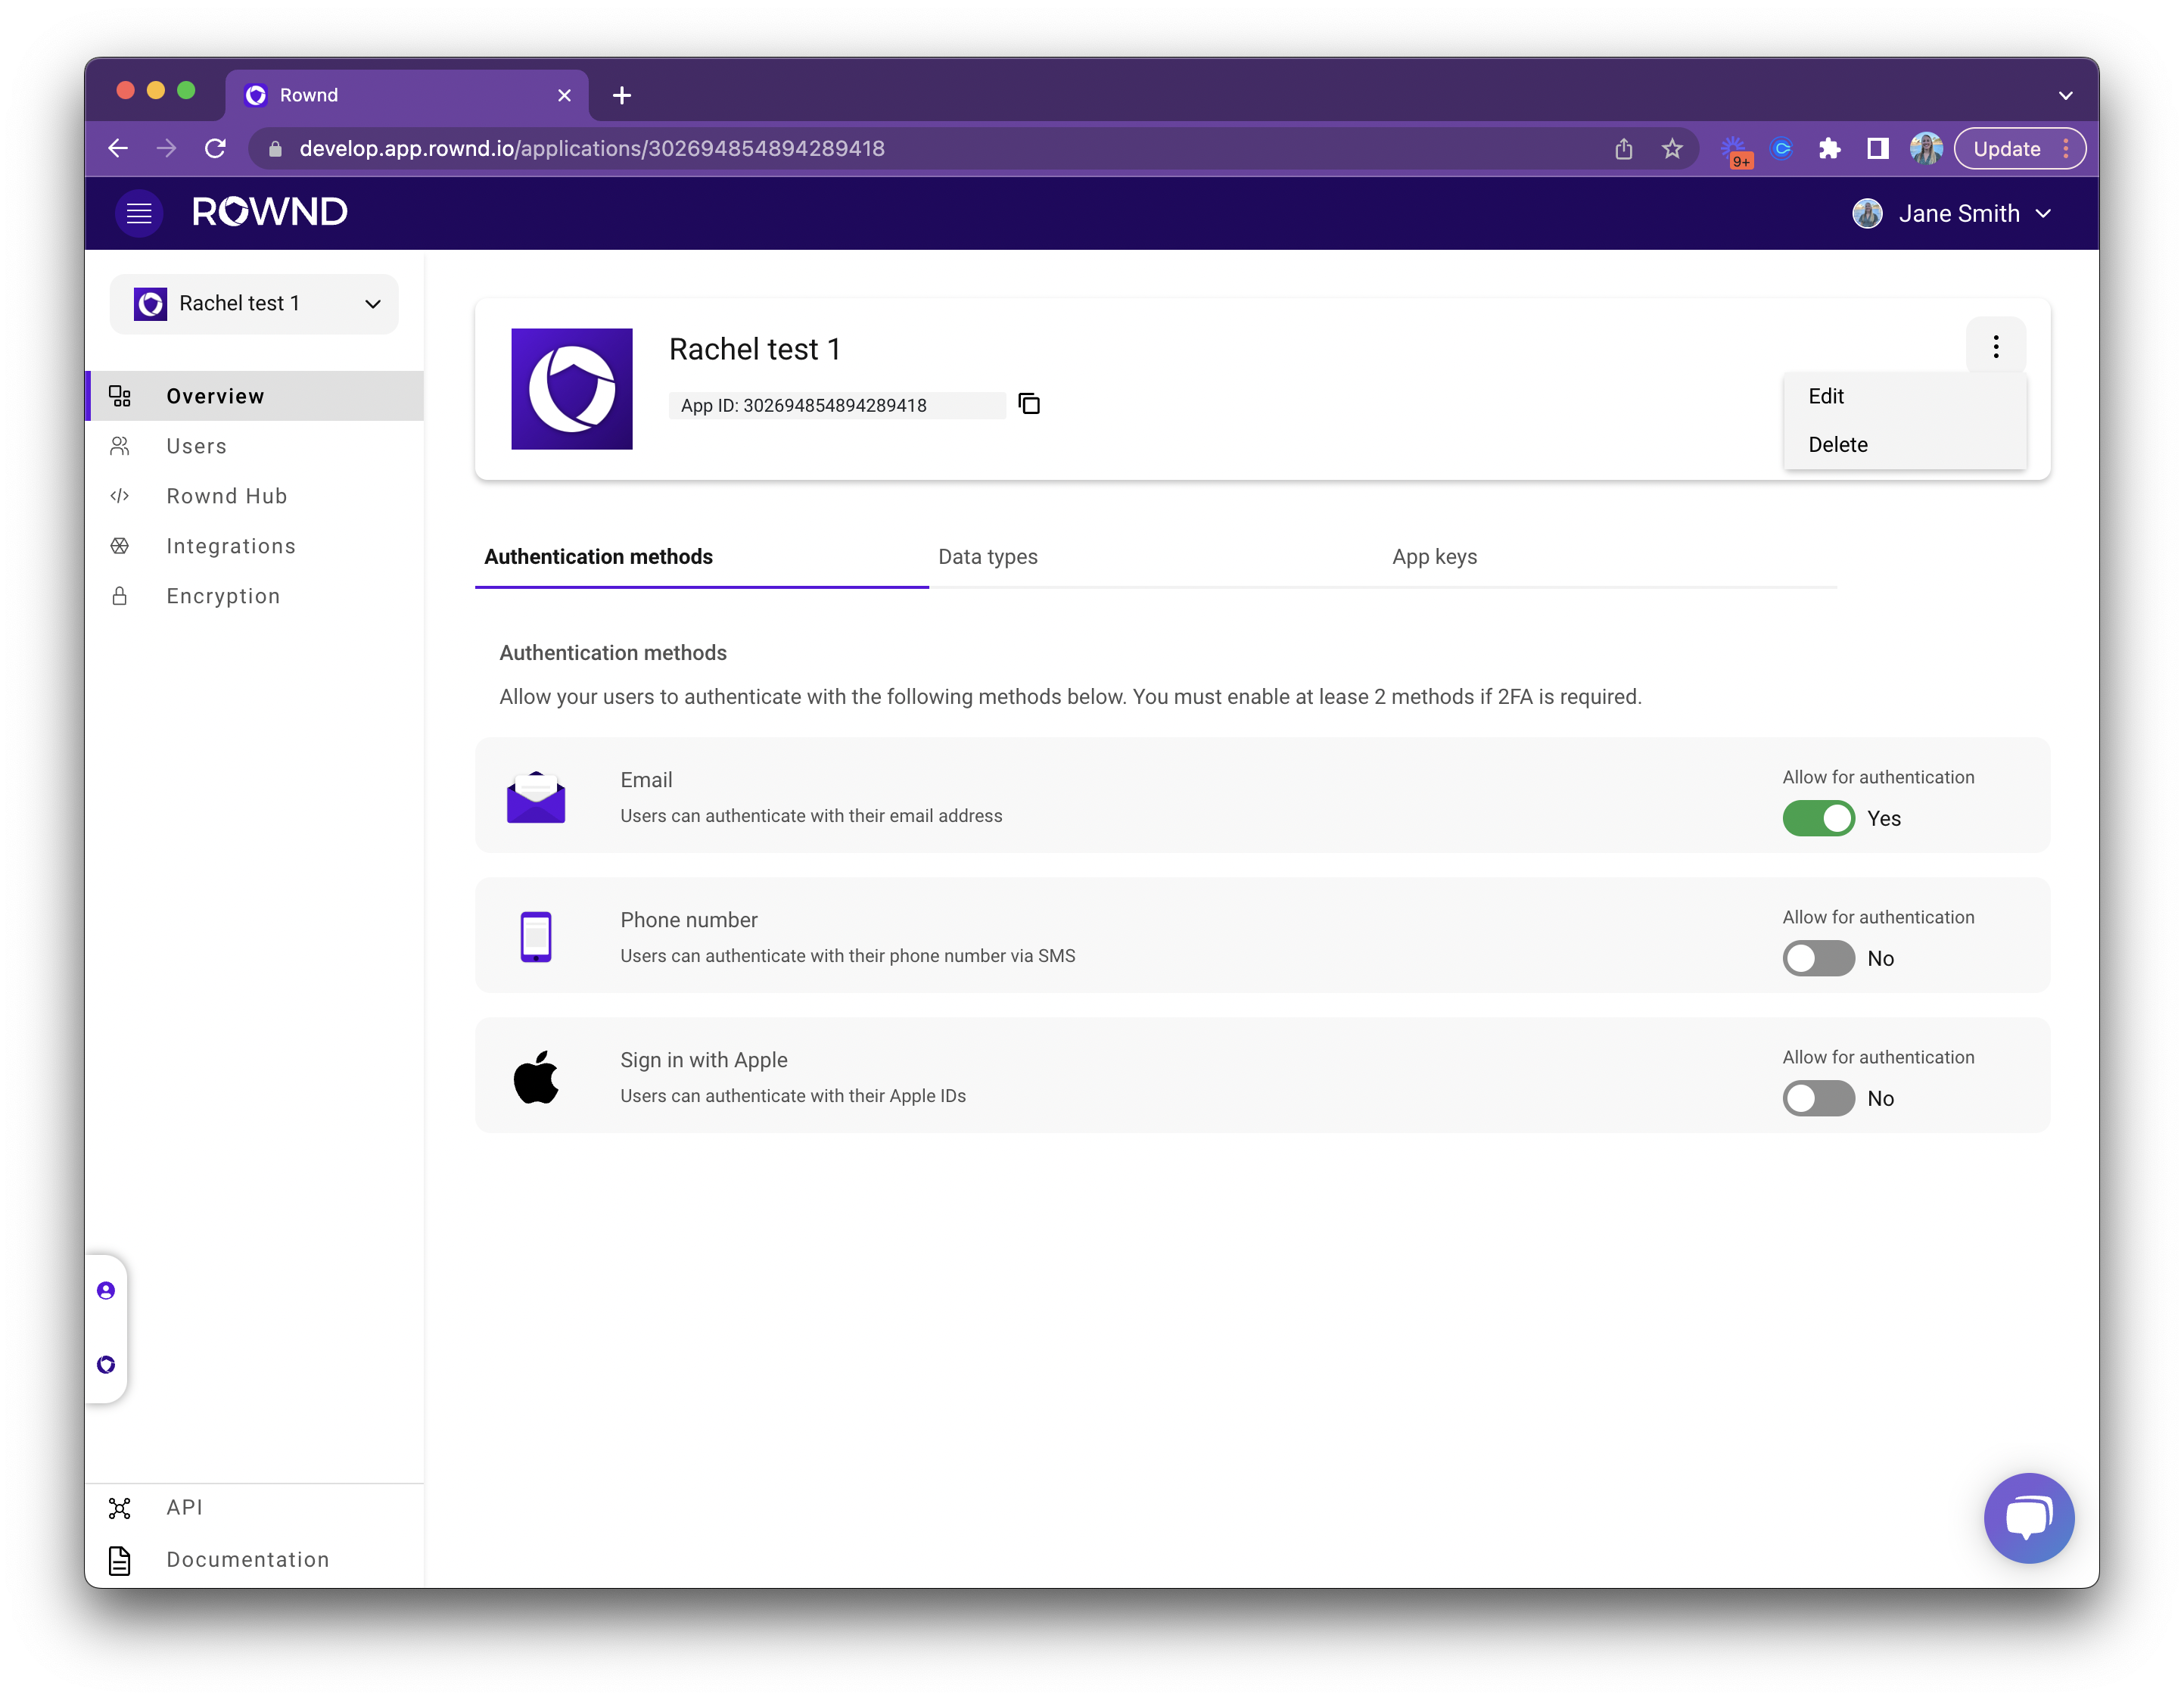 Rownd
develop.app.rownd.io/applications/302694854894289418
9+
Update
ROWND
Jane Smith
Rachel test 1
Overview
Users
Rownd Hub
Integrations
Encryption
API
Documentation
Rachel test 1
App ID: 302694854894289418
Edit
Delete
Authentication methods
Data types
App keys
Authentication methods
Allow your users to authenticate with the following methods below. You must enable at lease 2 methods if 2FA is required.
Email
Users can authenticate with their email address
Allow for authentication
Yes
Phone number
Users can authenticate with their phone number via SMS
Allow for authentication
No
Sign in with Apple
Users can authenticate with their Apple IDs
Allow for authentication
No